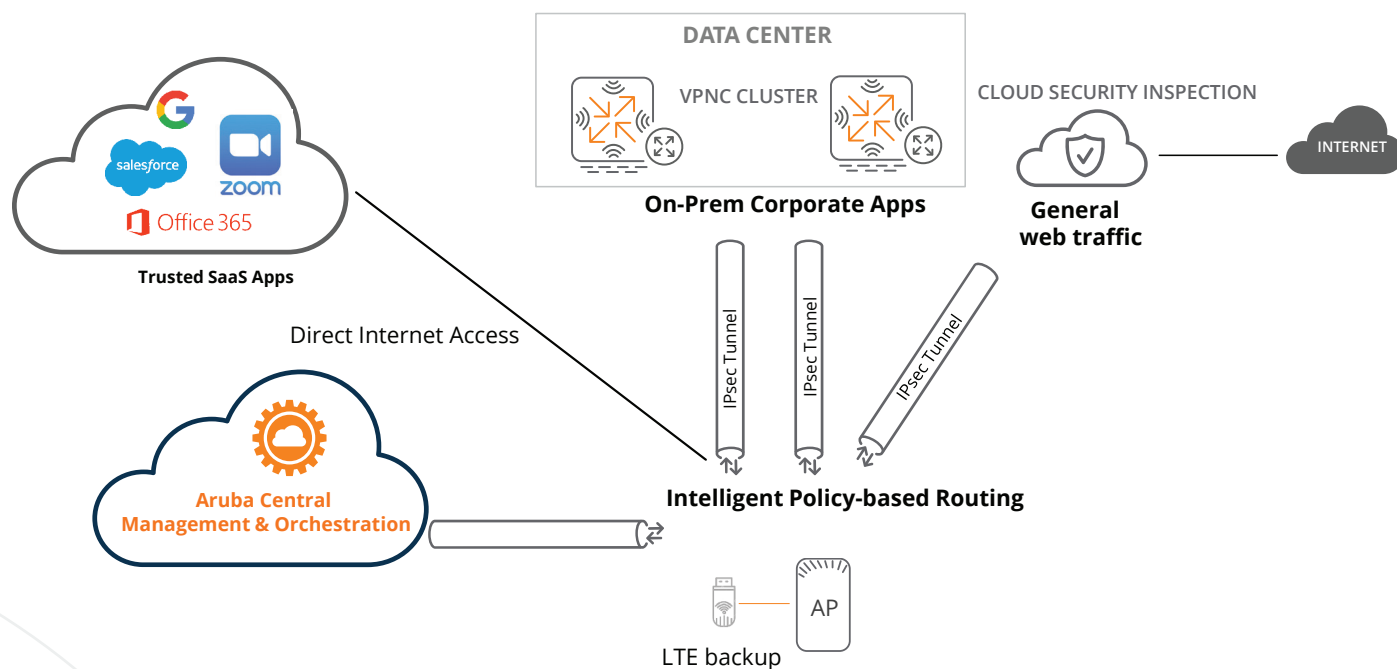 DATA CENTER
VPNC CLUSTER
CLOUD SECURITY INSPECTION
INTERNET
G
salesforce
zoom
Office 365
Trusted SaaS Apps
On-Prem Corporate Apps
General
web traffic
Direct Internet Access
IPsec Tunnel
IPsec Tunnel
IPsec Tunnel
Aruba Central
Management & Orchestration
Intelligent Policy-based Routing
AP
LTE backup